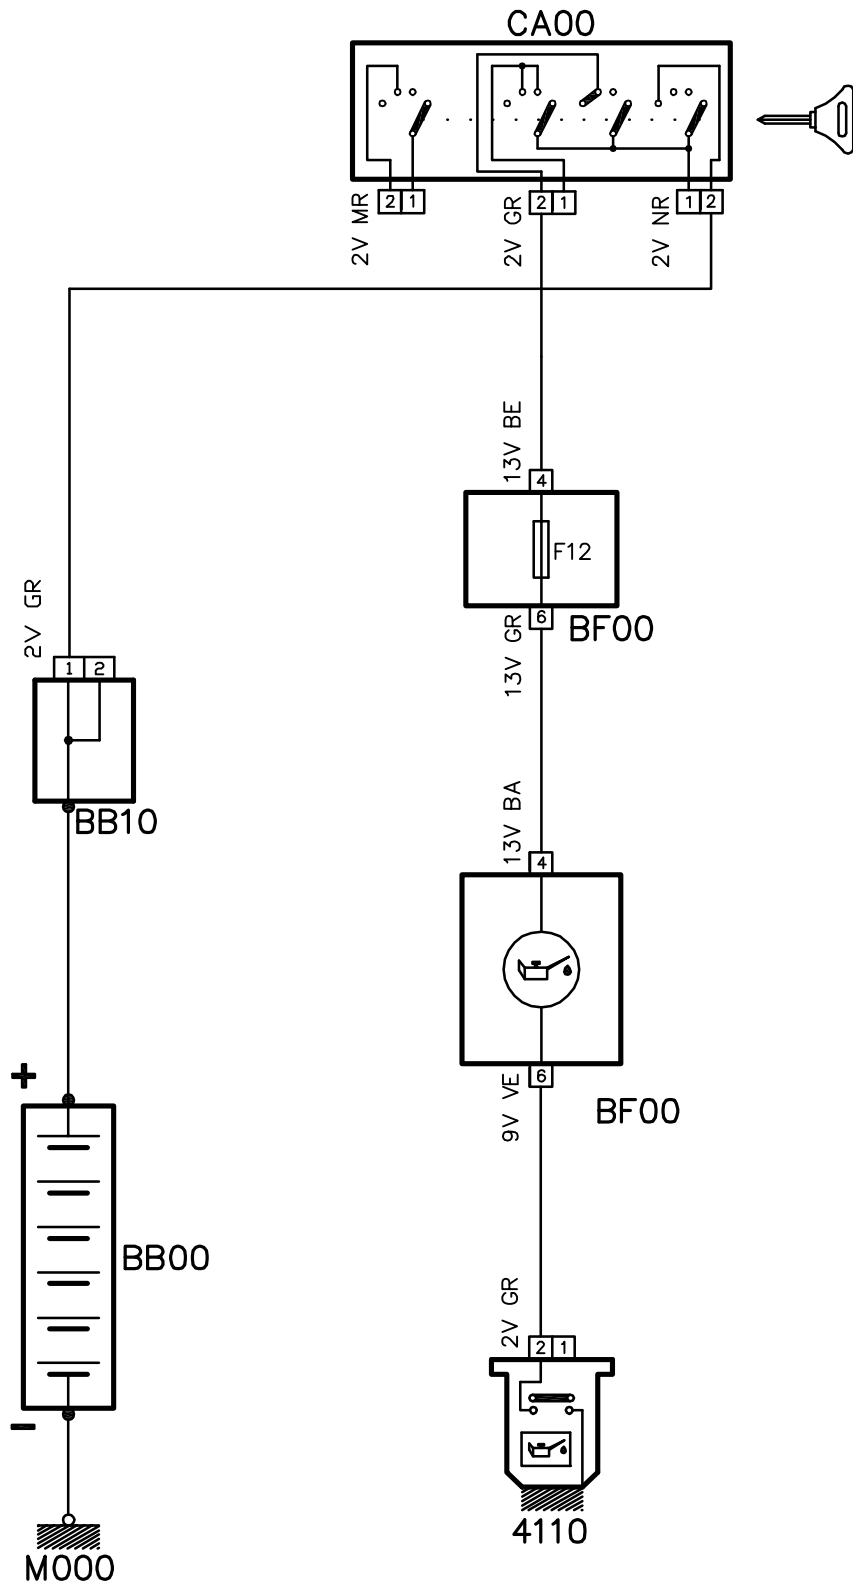 CA00
2 1
2 1
1 2
2V MR
2V GR
2V NR
13V BE
4
F12
6
BF00
13V GR
2V GR
1 2
BB10
13V BA
4
6
BF00
9V VE
+
BB00
−
2V GR
2 1
4110
M000